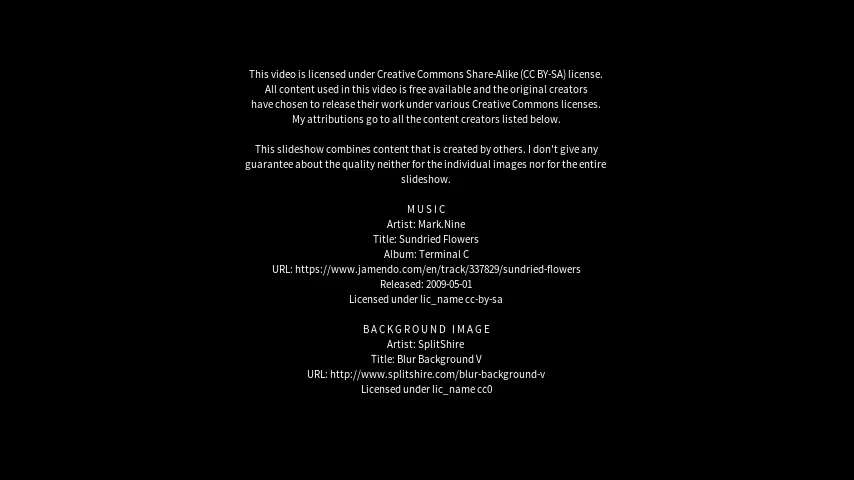 This video is licensed under Creative Commons Share-Alike (CC BY-SA) license.
All content used in this video is free available and the original creators
have chosen to release their work under various Creative Commons licenses.
My attributions go to all the content creators listed below.
This slideshow combines content that is created by others. I don't give any
guarantee about the quality neither for the individual images nor for the entire
slideshow.
MUSIC
Artist: Mark.Nine
Title: Sundried Flowers
Album: Terminal C
URL: https://www.jamendo.com/en/track/337829/sundried-flowers
Released: 2009-05-01
Licensed under lic_name cc-by-sa
BACKGROUND IMAGE
Artist: SplitShire
Title: Blur Background V
URL: http://www.splitshire.com/blur-background-v
Licensed under lic_name cc0